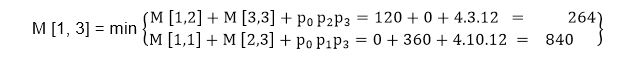 M [1, 3] = min { M [1,2] + M [3,3] + p₀ p₂p₃ = 120 + 0 + 4.3.12 = 264
M [1,1] + M [2,3] + p₀ p₁p₃ = 0 + 360 + 4.10.12 = 840 }